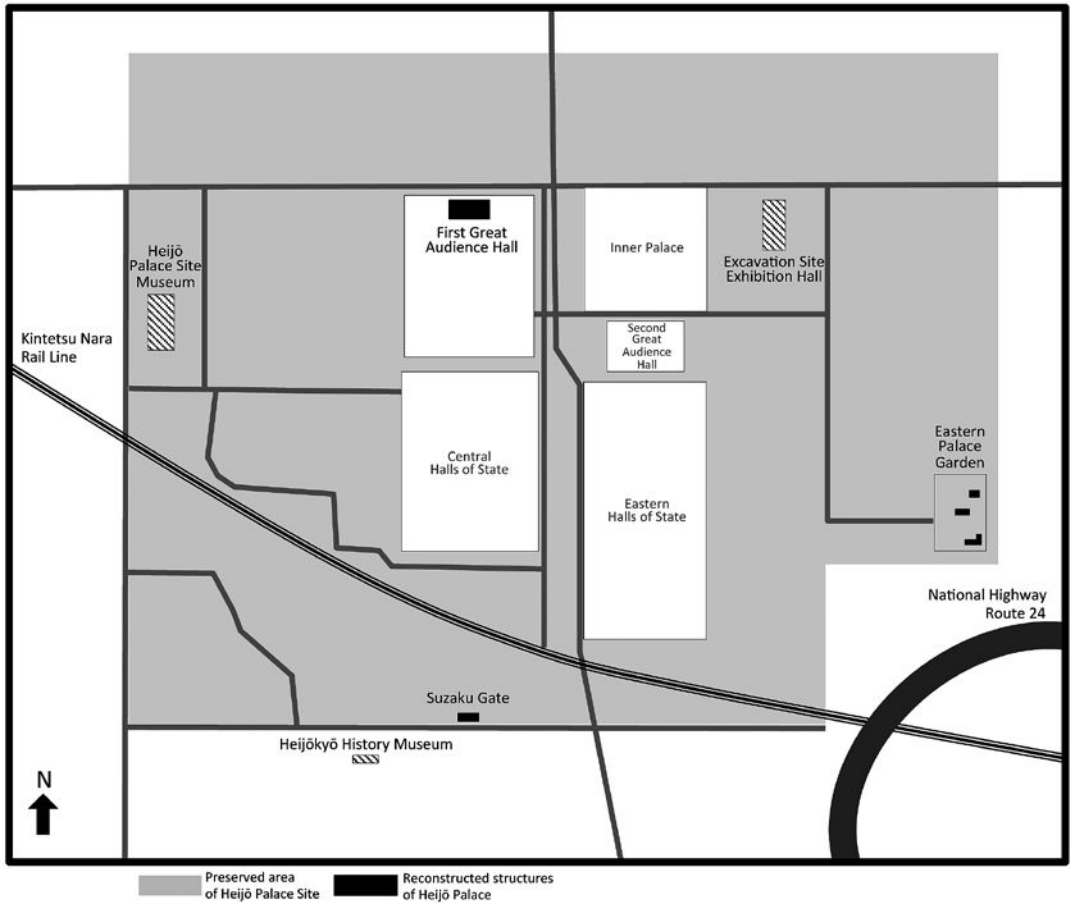 First Great
Audience Hall
Inner Palace
Heijō
Palace Site
Museum
Excavation Site
Exhibition Hall
Kintetsu Nara
Rail Line
Second
Great
Audience
Hall
Central
Halls of State
Eastern
Palace
Garden
Eastern
Halls of State
National Highway
Route 24
Suzaku Gate
Heijōkyō History Museum
N
Preserved area
of Heijō Palace Site
Reconstructed structures
of Heijō Palace